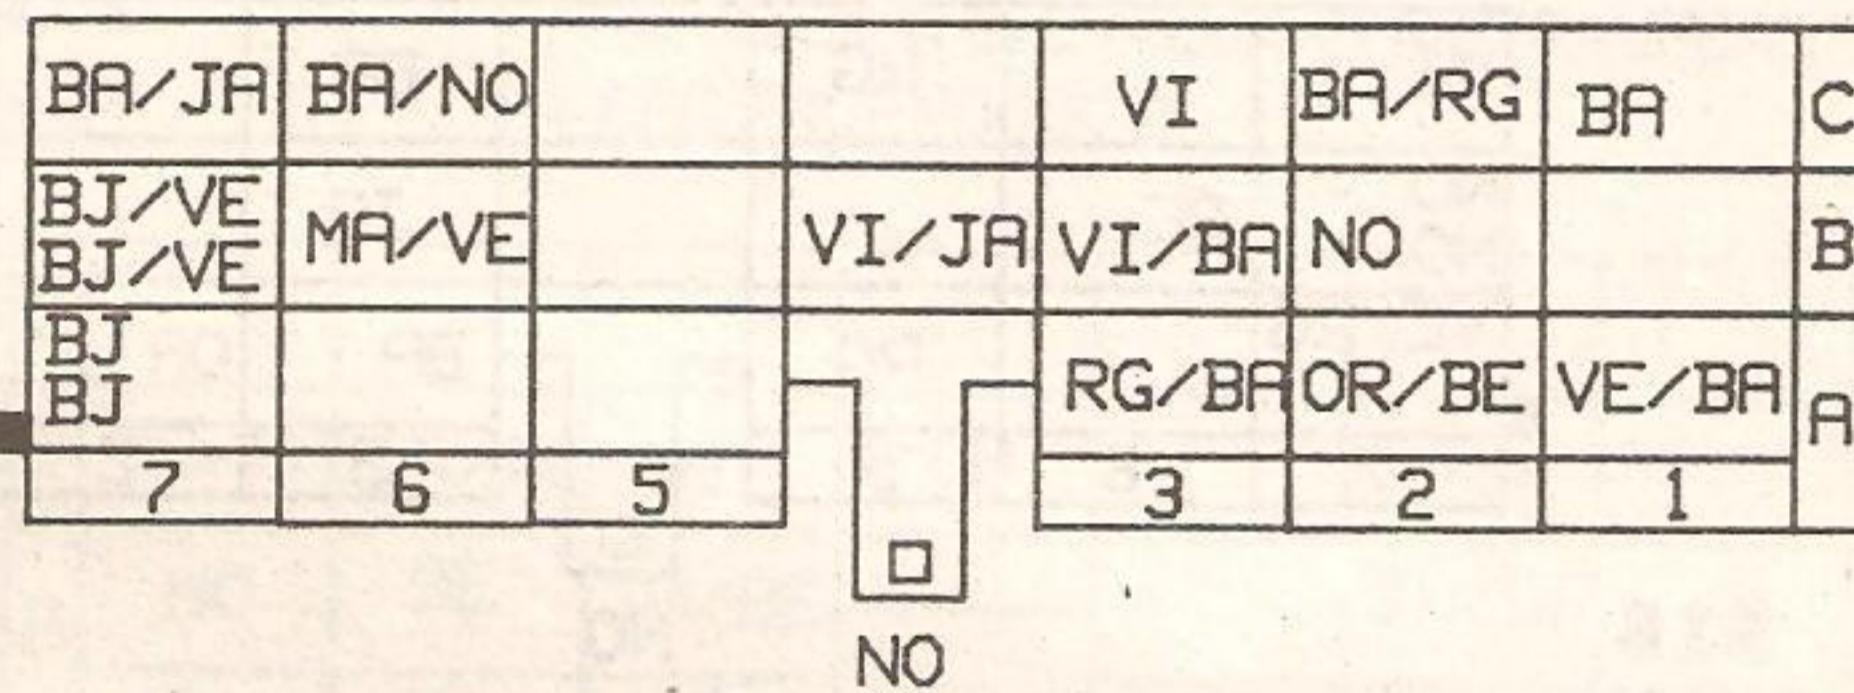 BA/JA BA/NO VI BA/RG BA C
BJ/VE
BJ/VE MA/VE VI/JA VI/BA NO B
BJ
BJ RG/BA OR/BE VE/BA A
7 6 5 3 2 1
NO